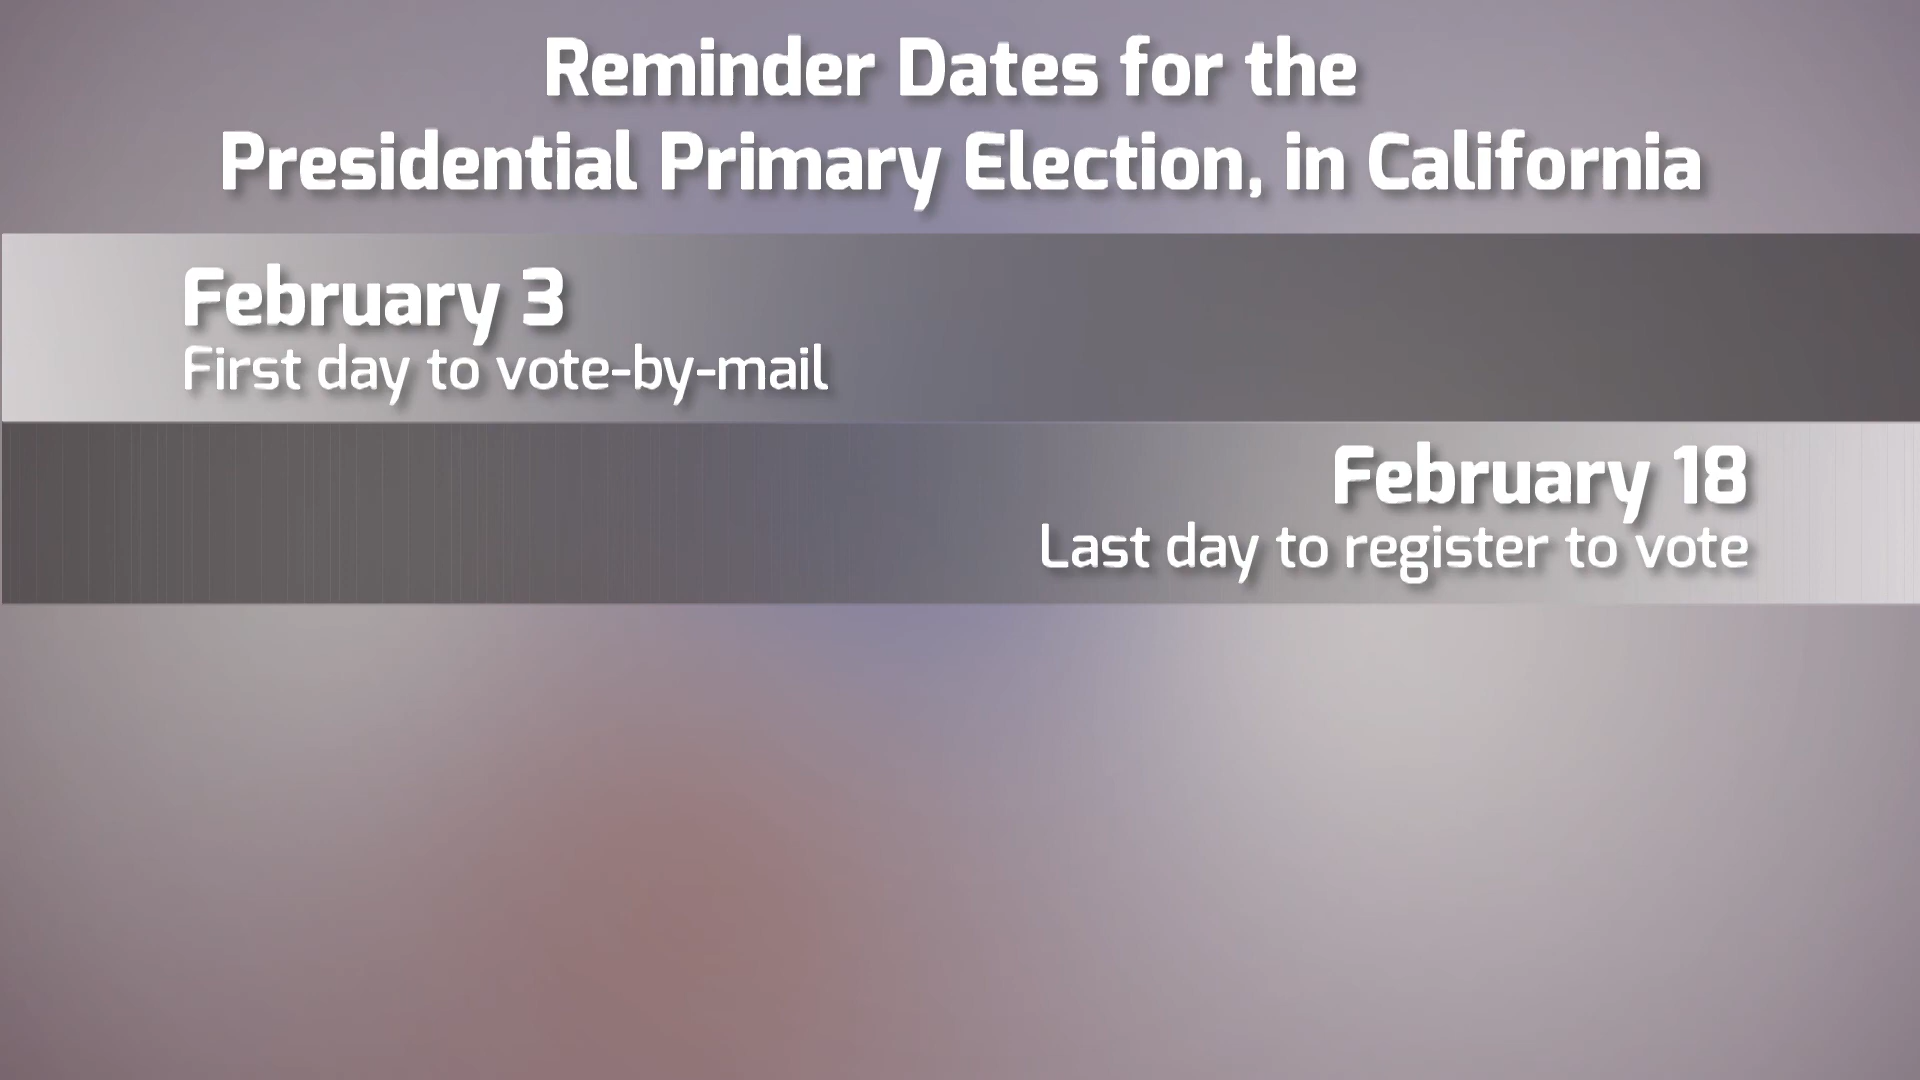 Reminder Dates for the
Presidential Primary Election, in California
February 3
First day to vote-by-mail
February 18
Last day to register to vote